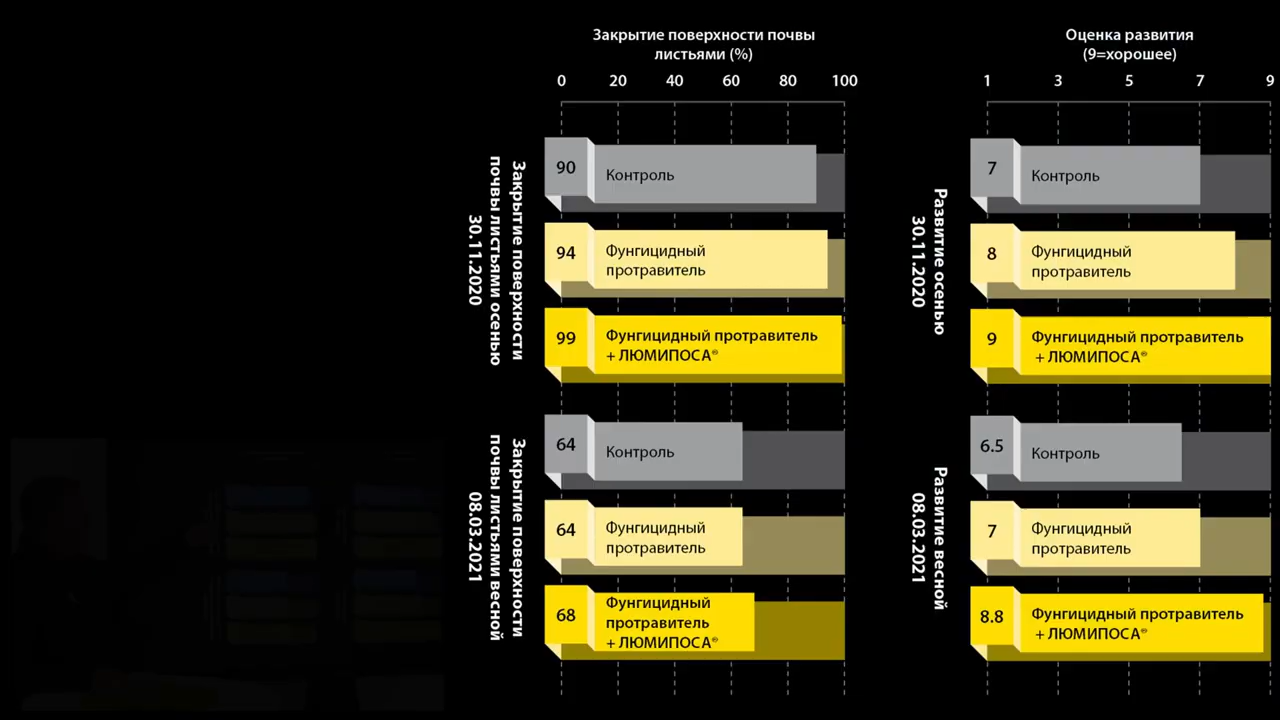 Закрытие поверхности почвы
листьями (%)
0 20 40 60 80 100
Закрытие поверхности
почвы листьями осенью
30.11.2020
90
Контроль
94
Фунгицидный
протравитель
99
Фунгицидный протравитель
+ ЛЮМИПОСА®
Закрытие поверхности
почвы листьями весной
08.03.2021
64
Контроль
64
Фунгицидный
протравитель
68
Фунгицидный
протравитель
+ ЛЮМИПОСА®
Оценка развития
(9=хорошее)
1 3 5 7 9
Развитие осенью
30.11.2020
7
Контроль
8
Фунгицидный
протравитель
9
Фунгицидный протравитель
+ ЛЮМИПОСА®
Развитие весной
08.03.2021
6.5
Контроль
7
Фунгицидный
протравитель
8.8
Фунгицидный протравитель
+ ЛЮМИПОСА®